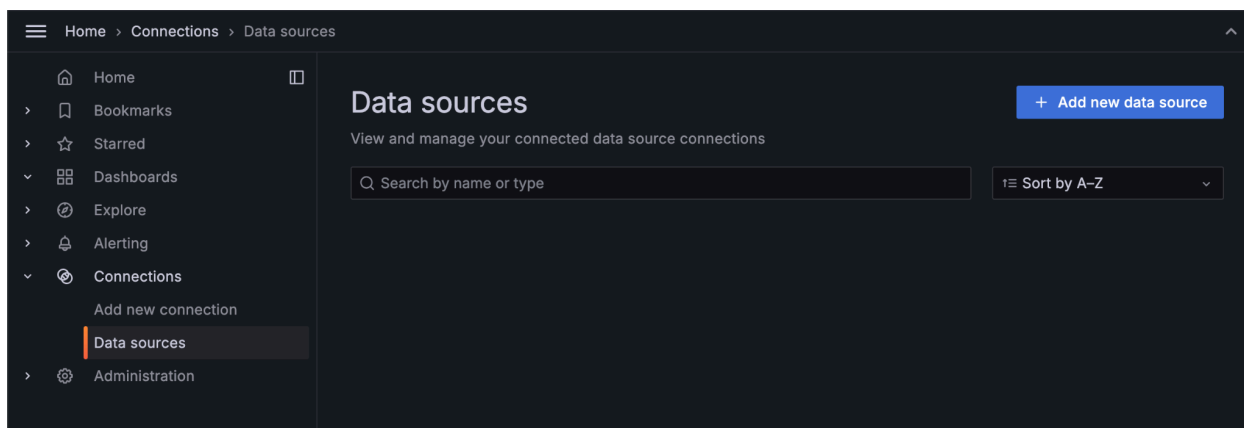 Home › Connections › Data sources
Home
Bookmarks
Starred
Dashboards
Explore
Alerting
Connections
Add new connection
Data sources
Administration
Data sources
+ Add new data source
View and manage your connected data source connections
Search by name or type
Sort by A–Z